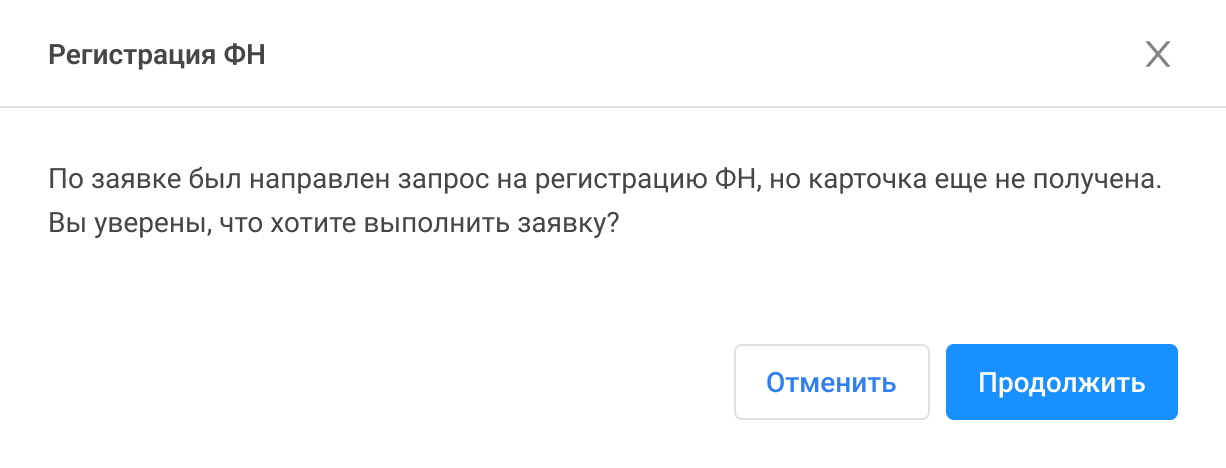 Регистрация ФН
По заявке был направлен запрос на регистрацию ФН, но карточка еще не получена.
Вы уверены, что хотите выполнить заявку?
Отменить
Продолжить